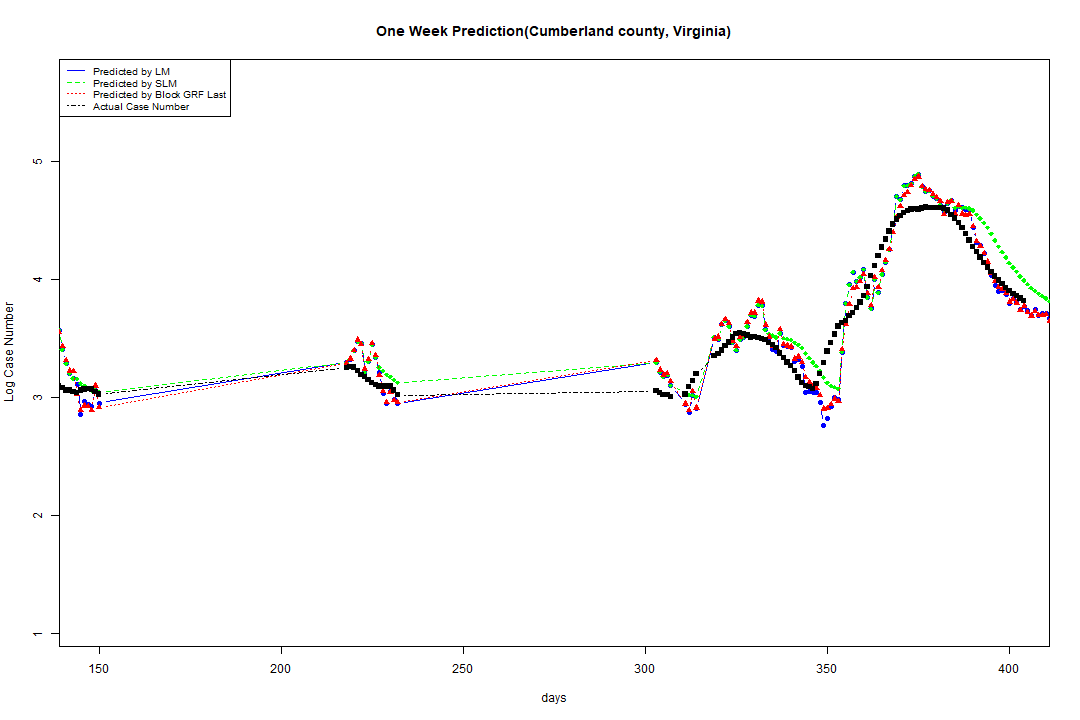 One Week Prediction(Cumberland county, Virginia)
Predicted by LM
Predicted by SLM
Predicted by Block GRF Last
Actual Case Number
5
4
3
2
1
Log Case Number
150
200
250
300
350
400
days